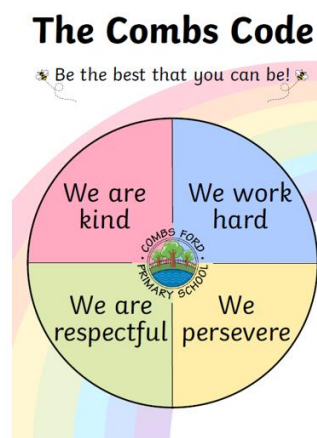 The Combs Code
Be the best that you can be!
We are
kind
We work
hard
COMBS FORD
PRIMARY SCHOOL
We are
respectful
We
persevere